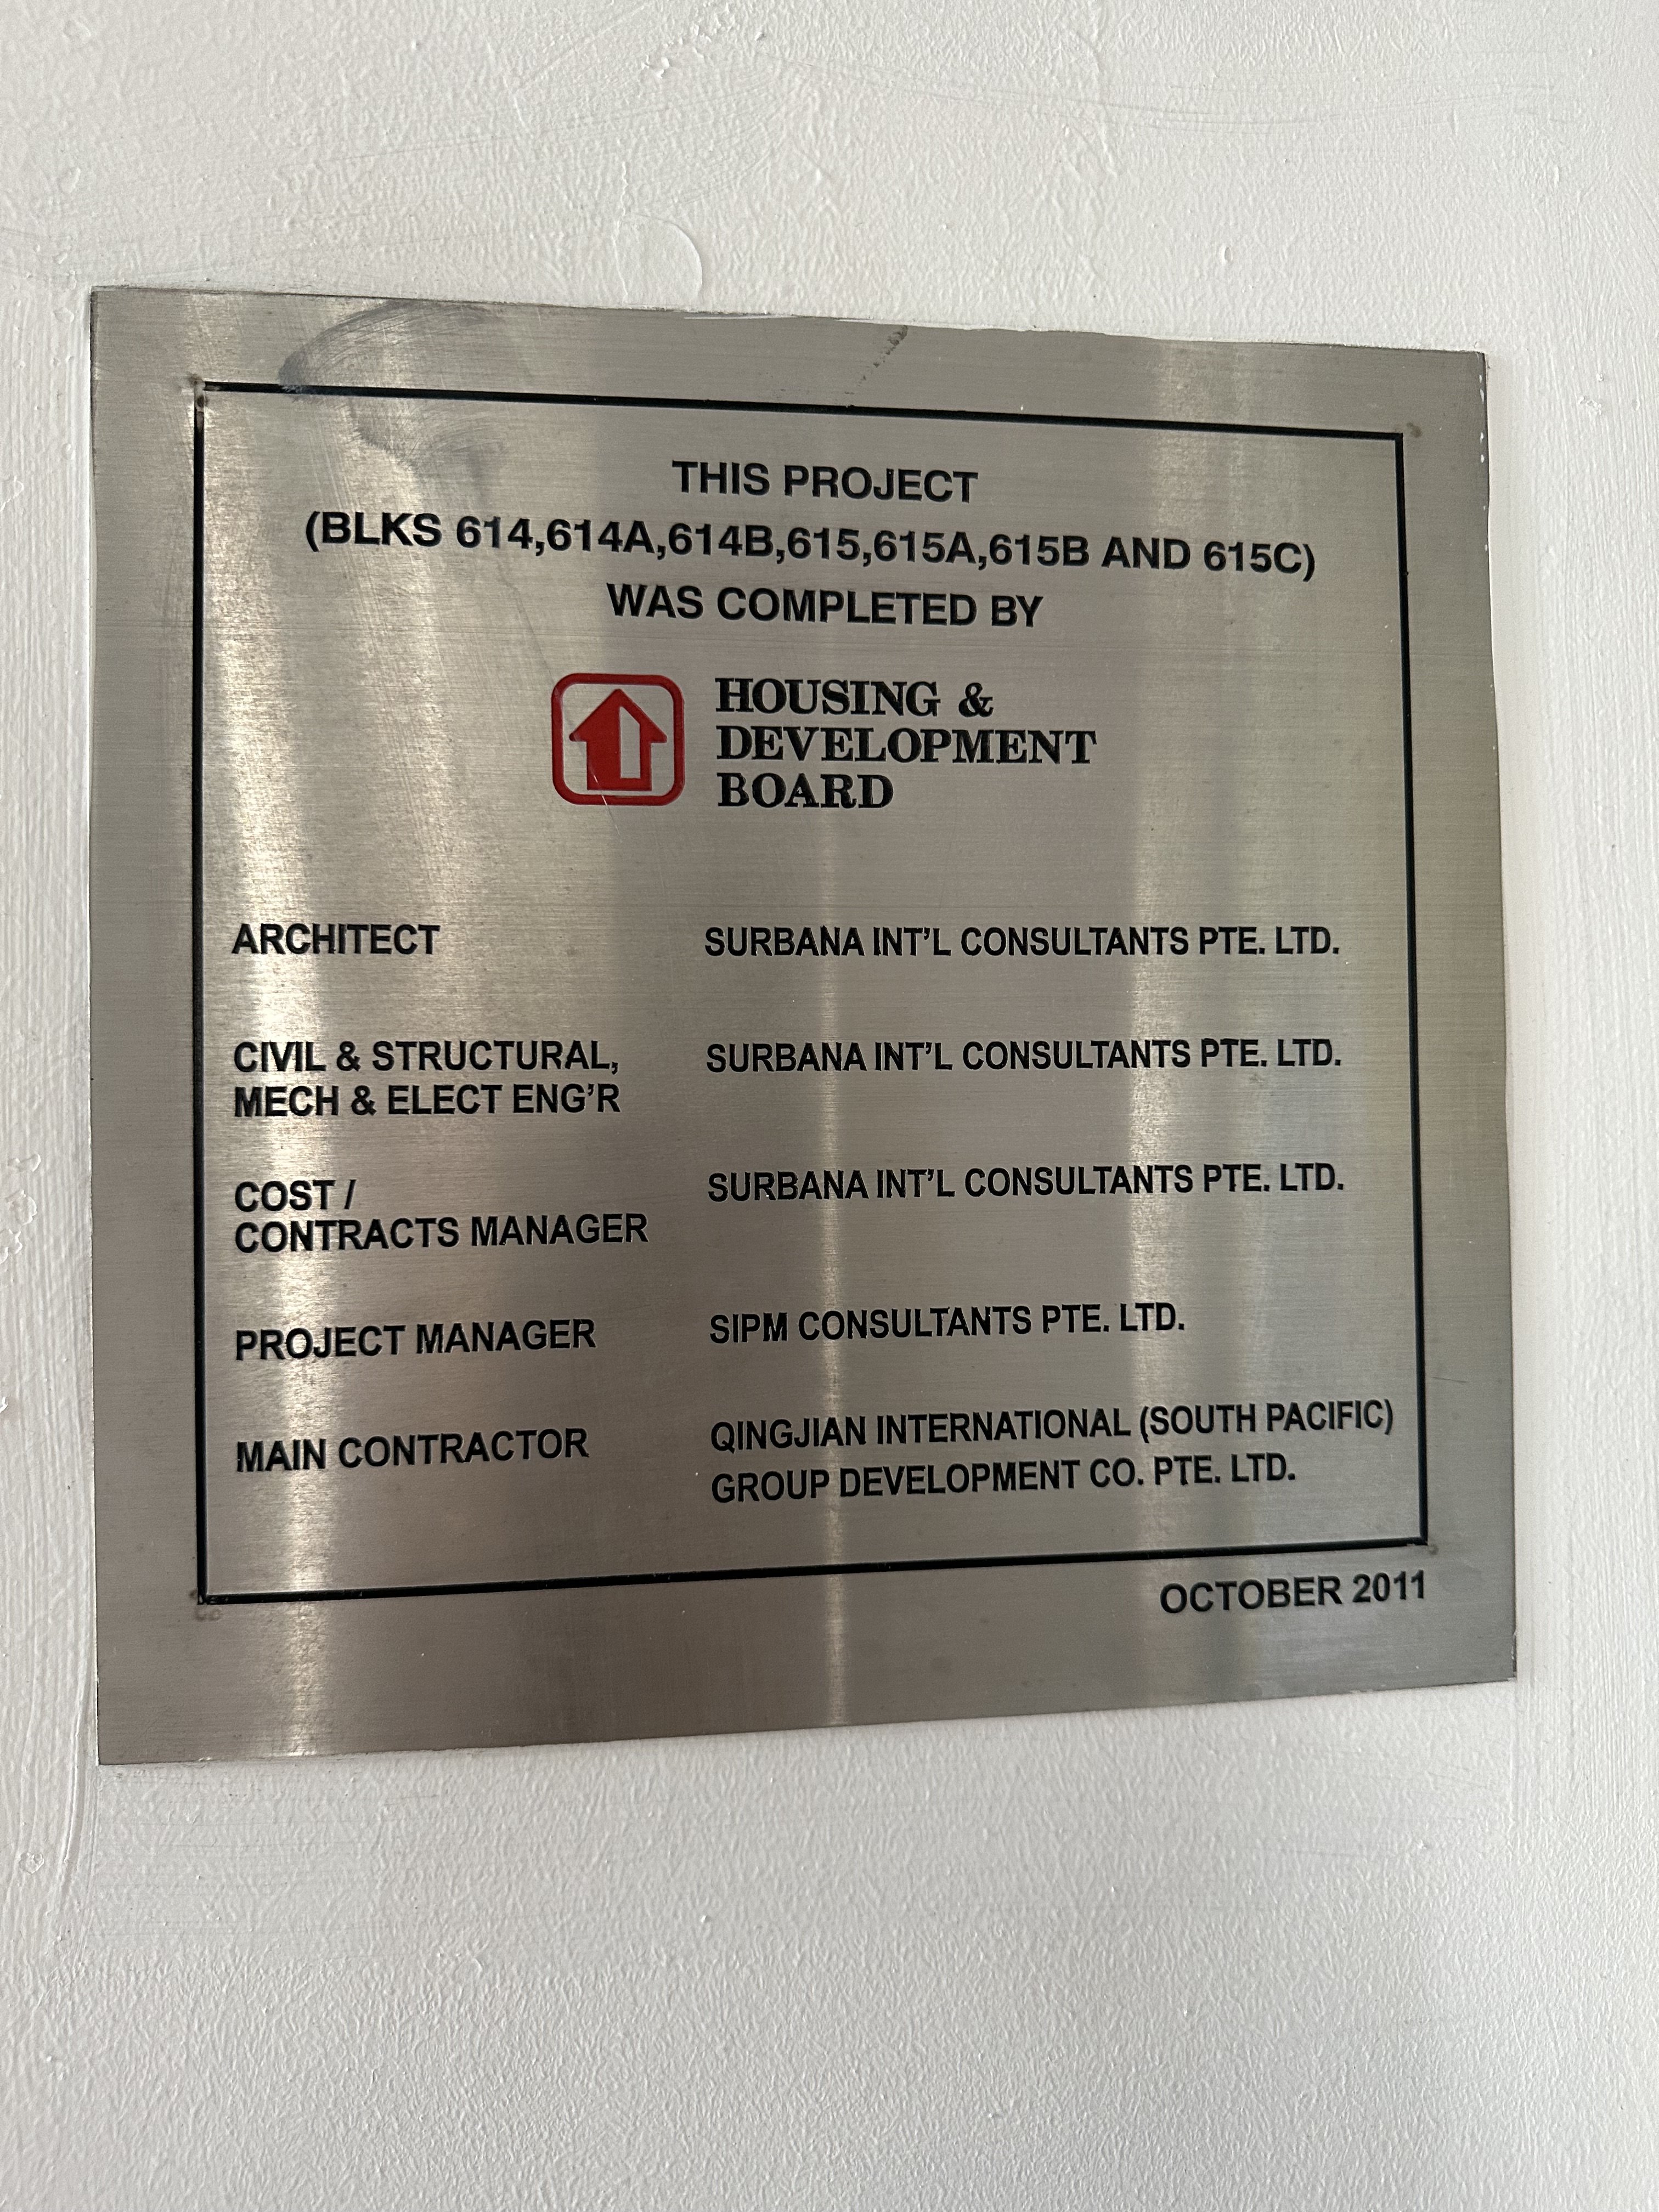 THIS PROJECT
(BLKS 614,614A,614B,615,615A,615B AND 615C)
WAS COMPLETED BY
HOUSING &
DEVELOPMENT
BOARD
ARCHITECT SURBANA INT'L CONSULTANTS PTE. LTD.
CIVIL & STRUCTURAL, SURBANA INT'L CONSULTANTS PTE. LTD.
MECH & ELECT ENG'R
COST / SURBANA INT'L CONSULTANTS PTE. LTD.
CONTRACTS MANAGER
PROJECT MANAGER SIPM CONSULTANTS PTE. LTD.
MAIN CONTRACTOR QINGJIAN INTERNATIONAL (SOUTH PACIFIC)
GROUP DEVELOPMENT CO. PTE. LTD.
OCTOBER 2011